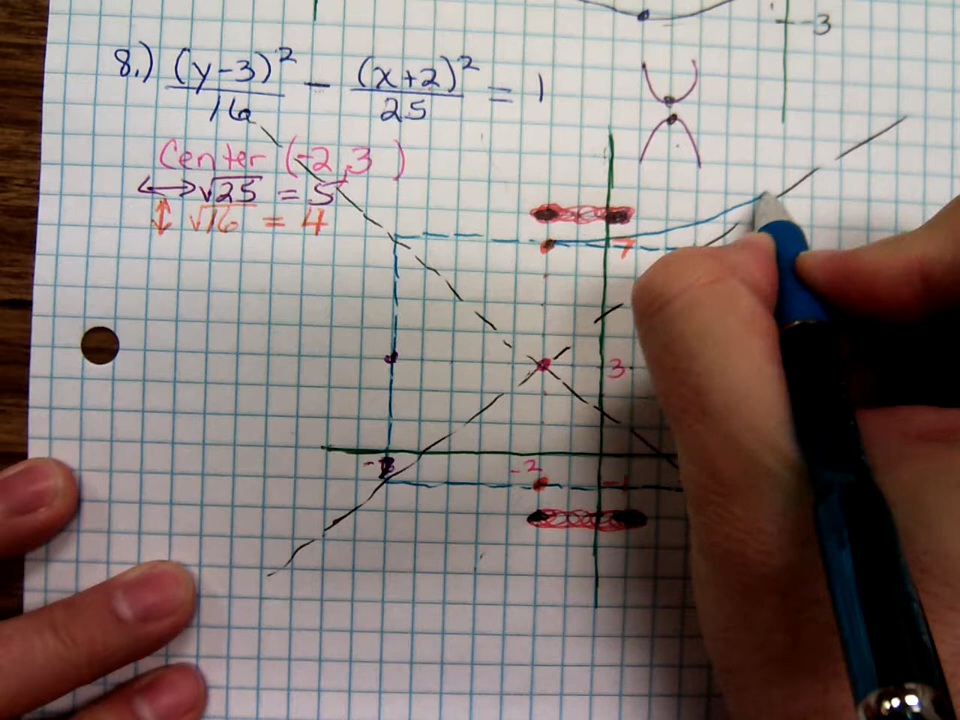 -3
8.) (y-3)²/16 - (x+2)²/25 = 1
Center (-2,3)
↔ √25 = 5
↕ √16 = 4
7
3
-2
-1